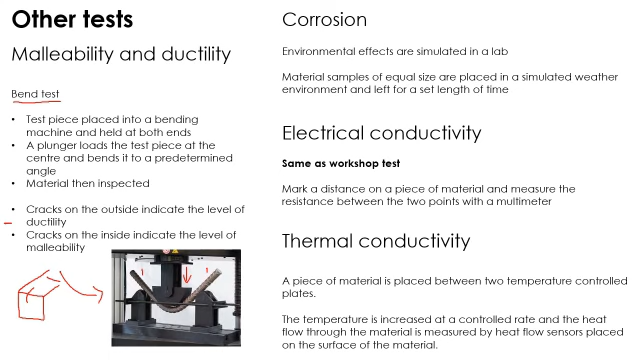 Other tests
Malleability and ductility
Bend test
• Test piece placed into a bending
machine and held at both ends
• A plunger loads the test piece at the
centre and bends it to a predetermined
angle
• Material then inspected
• Cracks on the outside indicate the level of
ductility
• Cracks on the inside indicate the level of
malleability
Corrosion
Environmental effects are simulated in a lab
Material samples of equal size are placed in a simulated weather
environment and left for a set length of time
Electrical conductivity
Same as workshop test
Mark a distance on a piece of material and measure the
resistance between the two points with a multimeter
Thermal conductivity
A piece of material is placed between two temperature controlled
plates.
The temperature is increased at a controlled rate and the heat
flow through the material is measured by heat flow sensors placed
on the surface of the material.